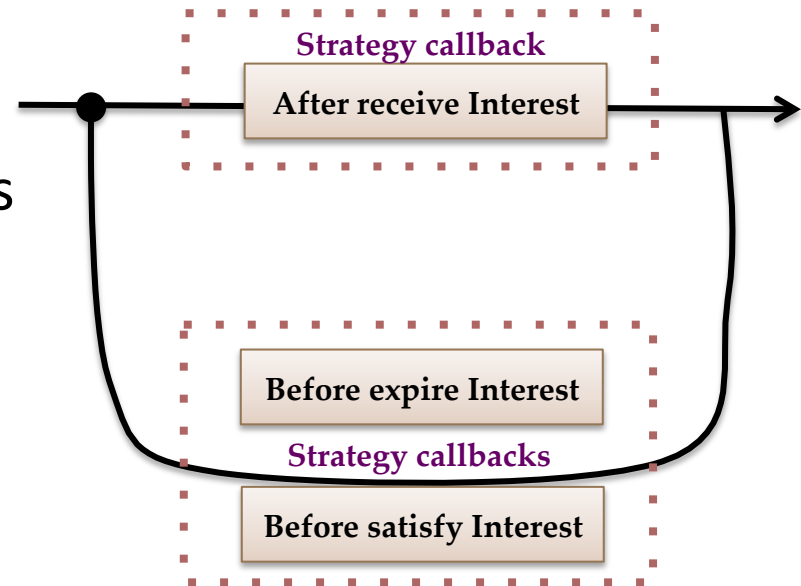 Strategy callback
After receive Interest
s
Before expire Interest
Strategy callbacks
Before satisfy Interest